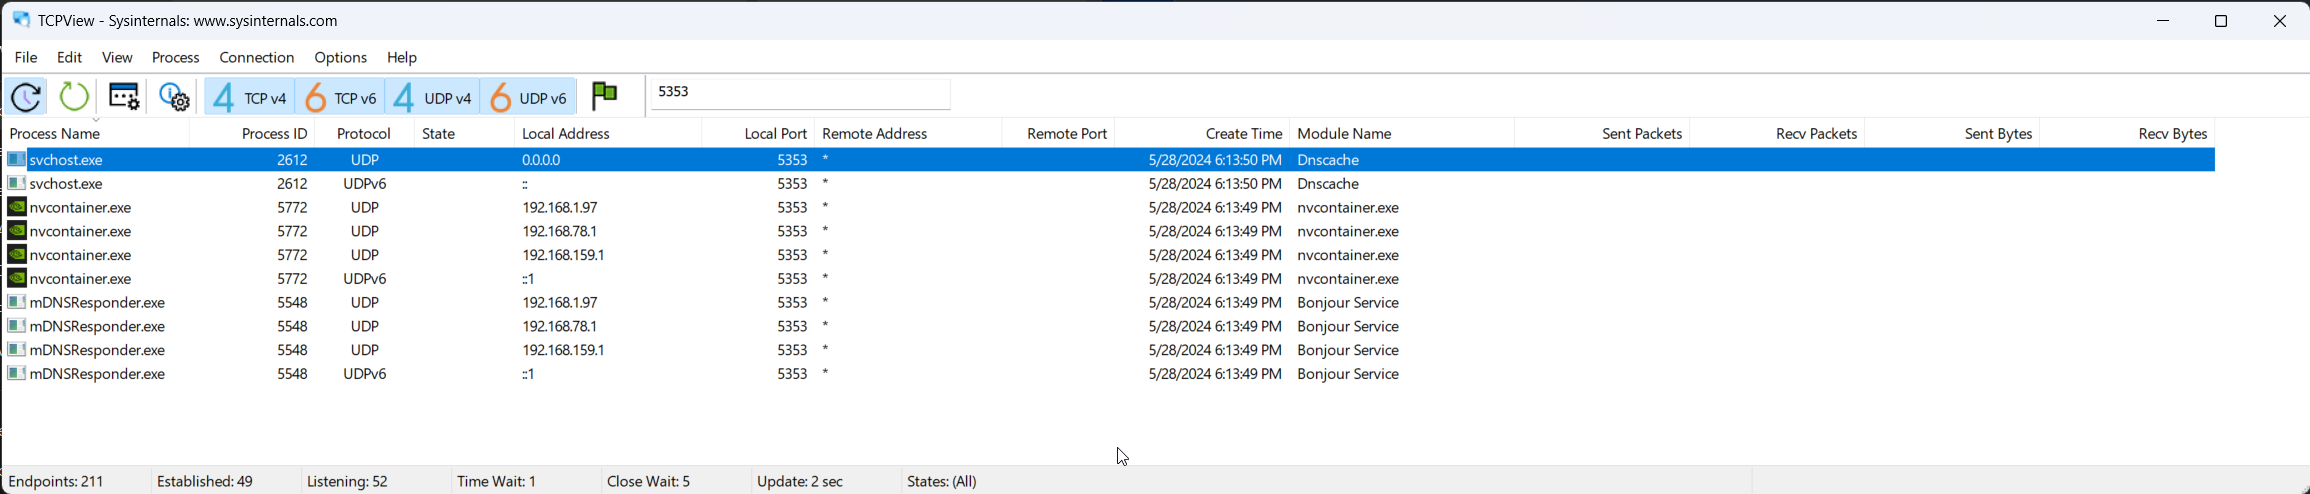 TCPView - Sysinternals: www.sysinternals.com
File Edit View Process Connection Options Help
4 TCP v4 6 TCP v6 4 UDP v4 6 UDP v6 5353
Process Name Process ID Protocol State Local Address Local Port Remote Address Remote Port Create Time Module Name Sent Packets Recv Packets Sent Bytes Recv Bytes
svchost.exe 2612 UDP 0.0.0.0 5353 * 5/28/2024 6:13:50 PM Dnscache
svchost.exe 2612 UDPv6 :: 5353 * 5/28/2024 6:13:50 PM Dnscache
nvcontainer.exe 5772 UDP 192.168.1.97 5353 * 5/28/2024 6:13:49 PM nvcontainer.exe
nvcontainer.exe 5772 UDP 192.168.78.1 5353 * 5/28/2024 6:13:49 PM nvcontainer.exe
nvcontainer.exe 5772 UDP 192.168.159.1 5353 * 5/28/2024 6:13:49 PM nvcontainer.exe
nvcontainer.exe 5772 UDPv6 ::1 5353 * 5/28/2024 6:13:49 PM nvcontainer.exe
mDNSResponder.exe 5548 UDP 192.168.1.97 5353 * 5/28/2024 6:13:49 PM Bonjour Service
mDNSResponder.exe 5548 UDP 192.168.78.1 5353 * 5/28/2024 6:13:49 PM Bonjour Service
mDNSResponder.exe 5548 UDP 192.168.159.1 5353 * 5/28/2024 6:13:49 PM Bonjour Service
mDNSResponder.exe 5548 UDPv6 ::1 5353 * 5/28/2024 6:13:49 PM Bonjour Service
Endpoints: 211 Established: 49 Listening: 52 Time Wait: 1 Close Wait: 5 Update: 2 sec States: (All)